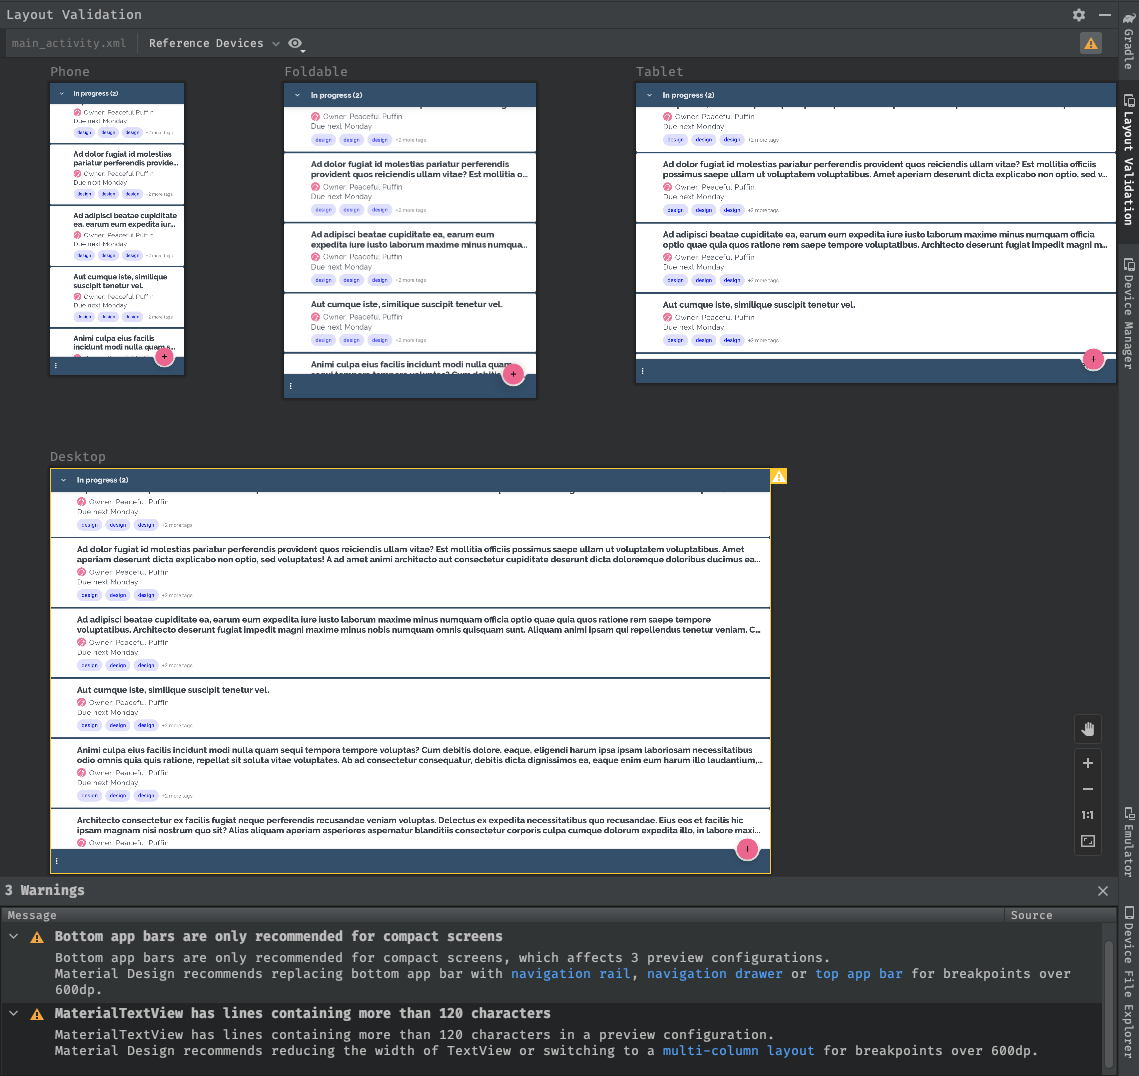 Layout Validation
main_activity.xml
Reference Devices
Phone
In progress (2)
Owner: Peaceful Puffin
Due next Monday
design design design +2 more tags
Ad dolor fugiat id molestias
pariatur perferendis provide...
Owner: Peaceful Puffin
Due next Monday
design design design +2 more tags
Ad adipisci beatae cupiditate
ea, earum eum expedita iur...
Owner: Peaceful Puffin
Due next Monday
design design design +2 more tags
Aut cumque iste, similique
suscipit tenetur vel.
Owner: Peaceful Puffin
Due next Monday
design design design +2 more tags
Animi culpa eius facilis
incidunt modi nulla quam s...
Foldable
In progress (2)
Owner: Peaceful Puffin
Due next Monday
design design design +2 more tags
Ad dolor fugiat id molestias pariatur perferendis
provident quos reiciendis ullam vitae? Est mollitia o...
Owner: Peaceful Puffin
Due next Monday
design design design +2 more tags
Ad adipisci beatae cupiditate ea, earum eum
expedita iure iusto laborum maxime minus numqua...
Owner: Peaceful Puffin
Due next Monday
design design design +2 more tags
Aut cumque iste, similique suscipit tenetur vel.
Owner: Peaceful Puffin
Due next Monday
design design design +2 more tags
Animi culpa eius facilis incidunt modi nulla quam
Tablet
In progress (2)
Owner: Peaceful Puffin
Due next Monday
design design design +2 more tags
Ad dolor fugiat id molestias pariatur perferendis provident quos reiciendis ullam vitae? Est mollitia officiis
possimus saepe ullam ut voluptatem voluptatibus. Amet aperiam deserunt dicta explicabo non optio, sed v...
Owner: Peaceful Puffin
Due next Monday
design design design +2 more tags
Ad adipisci beatae cupiditate ea, earum eum expedita iure iusto laborum maxime minus numquam officia
optio quae quia quos ratione rem saepe tempore voluptatibus. Architecto deserunt fugiat impedit magni m...
Owner: Peaceful Puffin
Due next Monday
design design design +2 more tags
Aut cumque iste, similique suscipit tenetur vel.
Owner: Peaceful Puffin
Due next Monday
design design design +2 more tags
Desktop
In progress (2)
Owner: Peaceful Puffin
Due next Monday
design design design +2 more tags
Ad dolor fugiat id molestias pariatur perferendis provident quos reiciendis ullam vitae? Est mollitia officiis possimus saepe ullam ut voluptatem voluptatibus. Amet
aperiam deserunt dicta explicabo non optio, sed voluptates! A ad amet animi architecto aut consectetur cupiditate deserunt dicta doloremque doloribus ducimus ea...
Owner: Peaceful Puffin
Due next Monday
design design design +2 more tags
Ad adipisci beatae cupiditate ea, earum eum expedita iure iusto laborum maxime minus numquam officia optio quae quia quos ratione rem saepe tempore
voluptatibus. Architecto deserunt fugiat impedit magni maxime minus nobis numquam omnis quisquam sunt. Aliquam animi ipsam qui repellendus tenetur veniam. C...
Owner: Peaceful Puffin
Due next Monday
design design design +2 more tags
Aut cumque iste, similique suscipit tenetur vel.
Owner: Peaceful Puffin
Due next Monday
design design design +2 more tags
Animi culpa eius facilis incidunt modi nulla quam sequi tempora tempore voluptas? Cum debitis dolore, eaque, eligendi harum ipsa ipsam laboriosam necessitatibus
odio omnis quia quis ratione, repellat sit soluta vitae voluptates. Ab ad consectetur consequatur, debitis dicta dignissimos ea, eaque enim eum harum illo laudantium,...
Owner: Peaceful Puffin
Due next Monday
design design design +2 more tags
Architecto consectetur ex facilis fugiat neque perferendis recusandae veniam voluptas. Delectus ex expedita necessitatibus quo recusandae. Eius eos et facilis hic
ipsam magnam nisi nostrum quo sit? Alias aliquam aperiam asperiores aspernatur blanditiis consectetur corporis culpa cumque dolorum expedita illo, in labore maxi...
Owner: Peaceful Puffin
1:1
3 Warnings
Message Source
Bottom app bars are only recommended for compact screens
Bottom app bars are only recommended for compact screens, which affects 3 preview configurations.
Material Design recommends replacing bottom app bar with navigation rail, navigation drawer or top app bar for breakpoints over
600dp.
MaterialTextView has lines containing more than 120 characters
MaterialTextView has lines containing more than 120 characters in a preview configuration.
Material Design recommends reducing the width of TextView or switching to a multi-column layout for breakpoints over 600dp.
Gradle
Layout Validation
Device Manager
Emulator
Device File Explorer